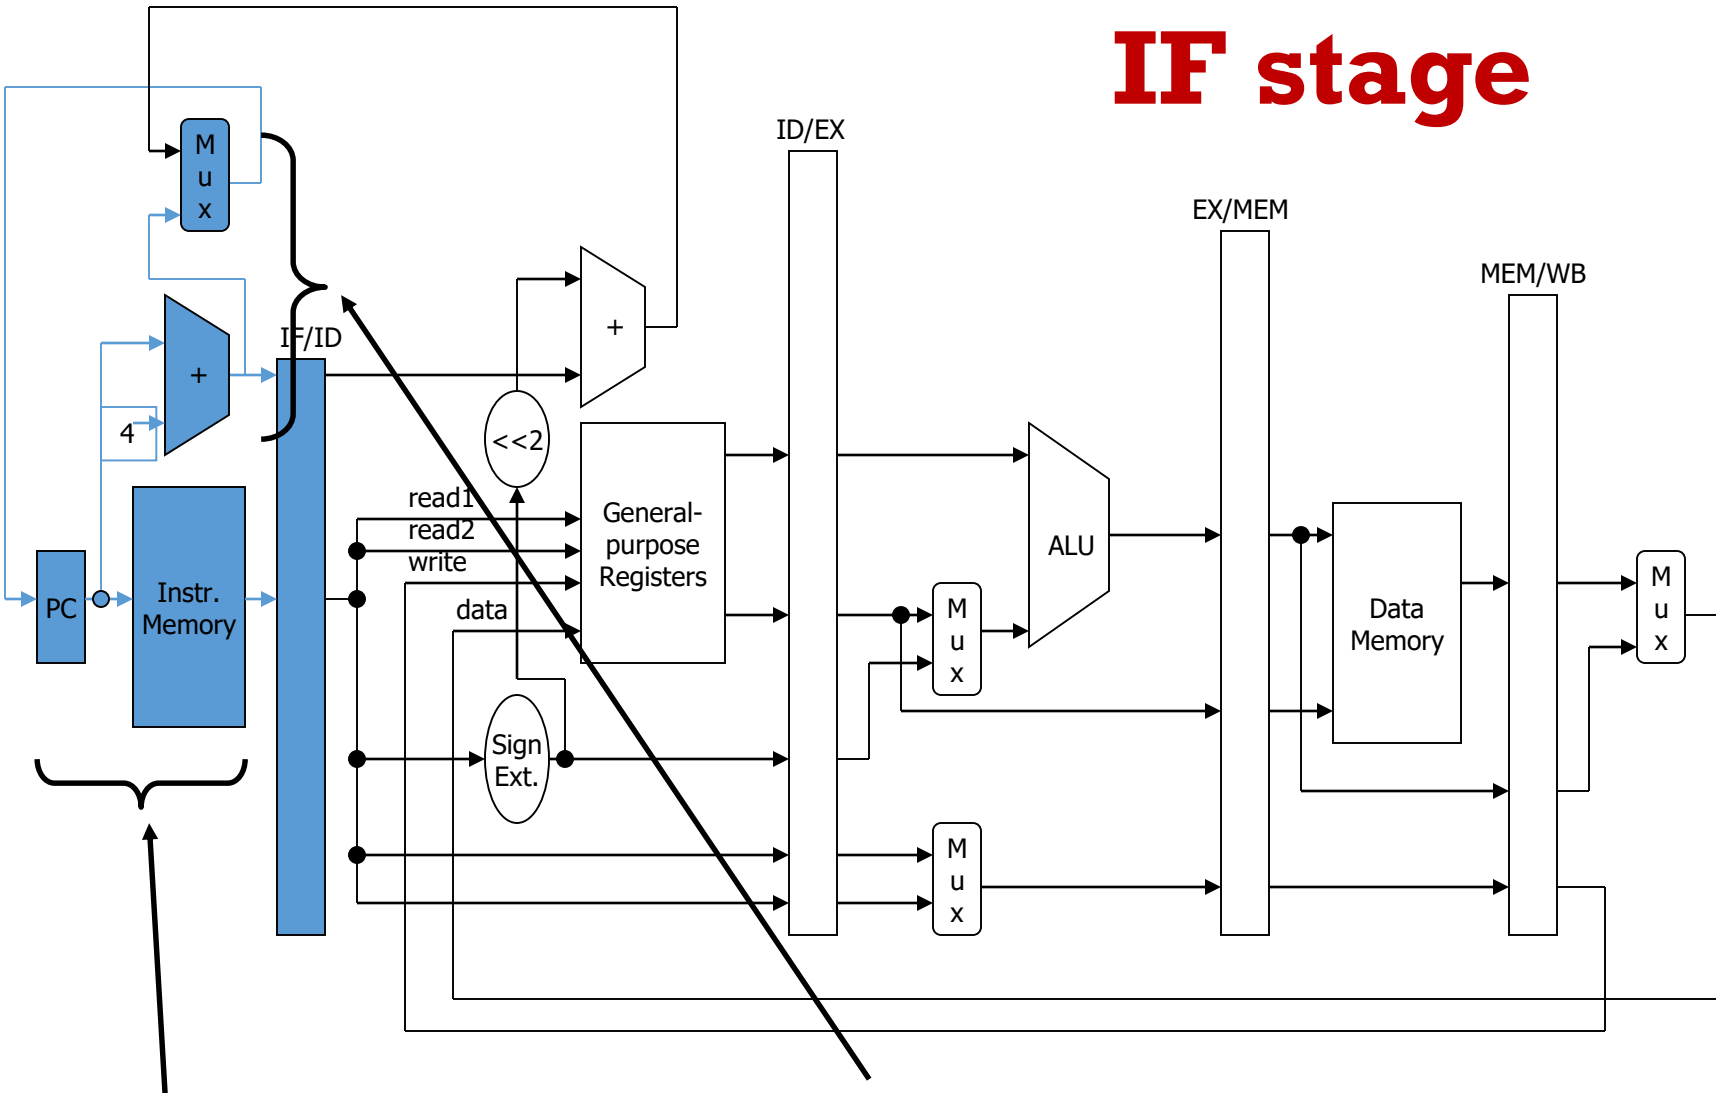 IF stage
M
u
x
ID/EX
EX/MEM
MEM/WB
IF/ID
+
+
4
<<2
read1
read2
write
data
General-
purpose
Registers
ALU
PC
Instr.
Memory
M
u
x
Data
Memory
M
u
x
Sign
Ext.
M
u
x